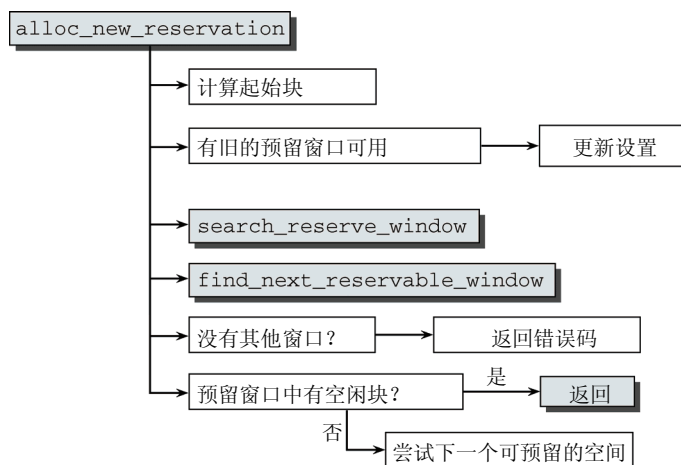 alloc_new_reservation
计算起始块
有旧的预留窗口可用
更新设置
search_reserve_window
find_next_reservable_window
没有其他窗口?
返回错误码
预留窗口中有空闲块?
是
返回
否
尝试下一个可预留的空间